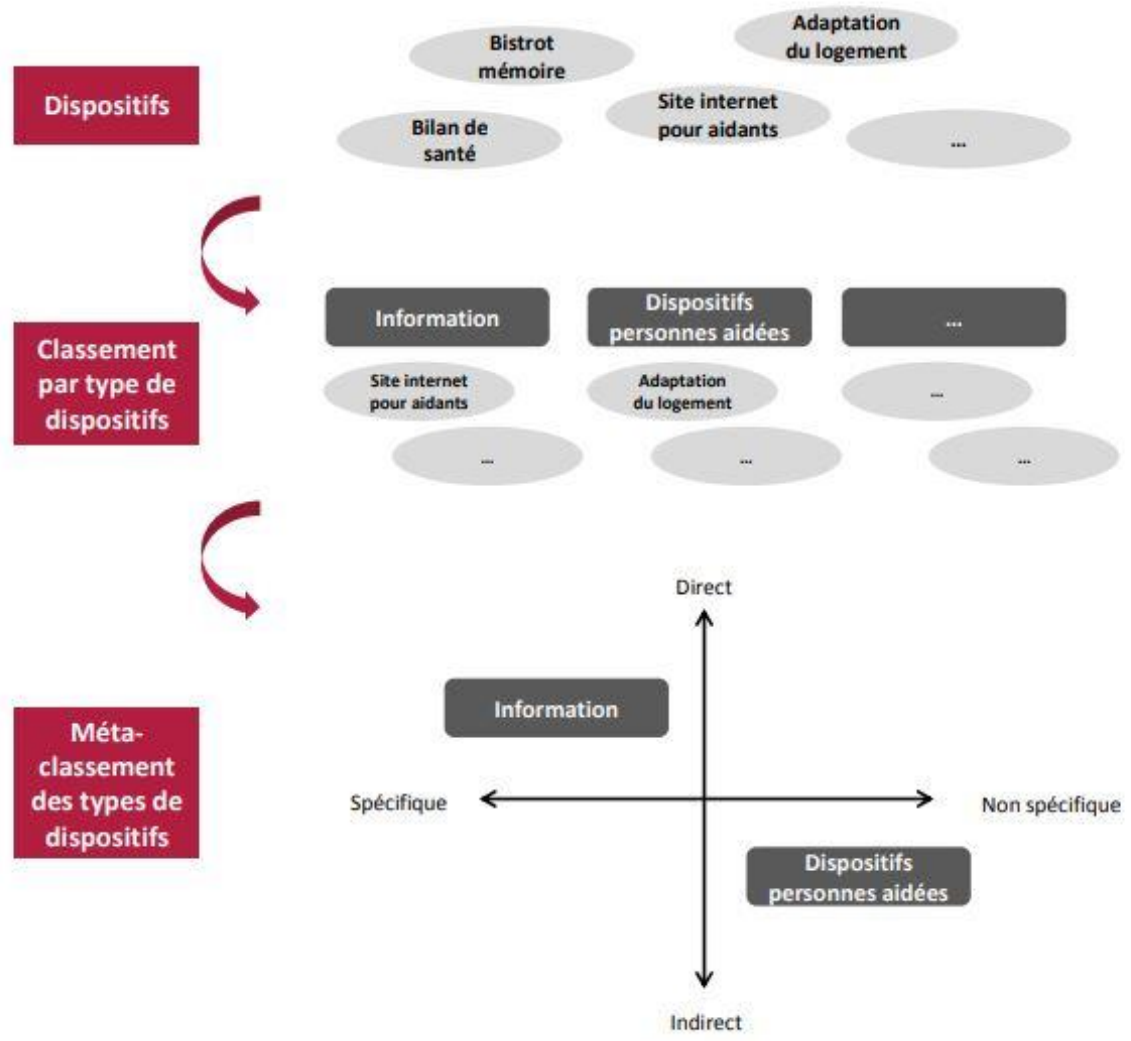 Dispositifs
Bistrot
mémoire
Adaptation
du logement
Bilan de
santé
Site internet
pour aidants
...
Classement
par type de
dispositifs
Information
Dispositifs
personnes aidées
...
Site internet
pour aidants
Adaptation
du logement
...
...
...
...
Méta-
classement
des types de
dispositifs
Direct
Information
Spécifique
Non spécifique
Dispositifs
personnes aidées
Indirect